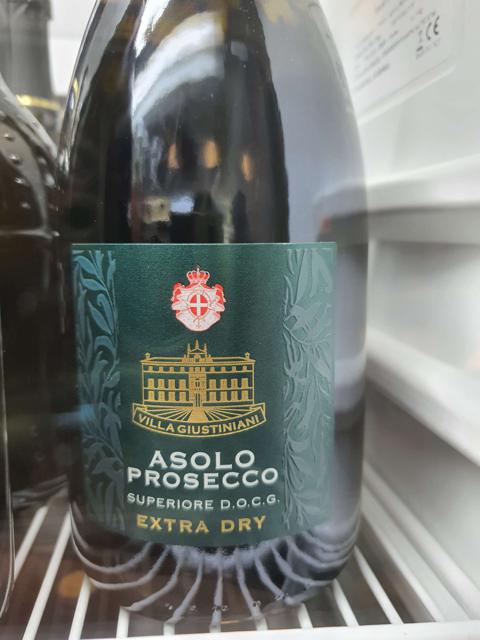 VILLA GIUSTINIANI
ASOLO
PROSECCO
SUPERIORE D.O.C.G.
EXTRA DRY